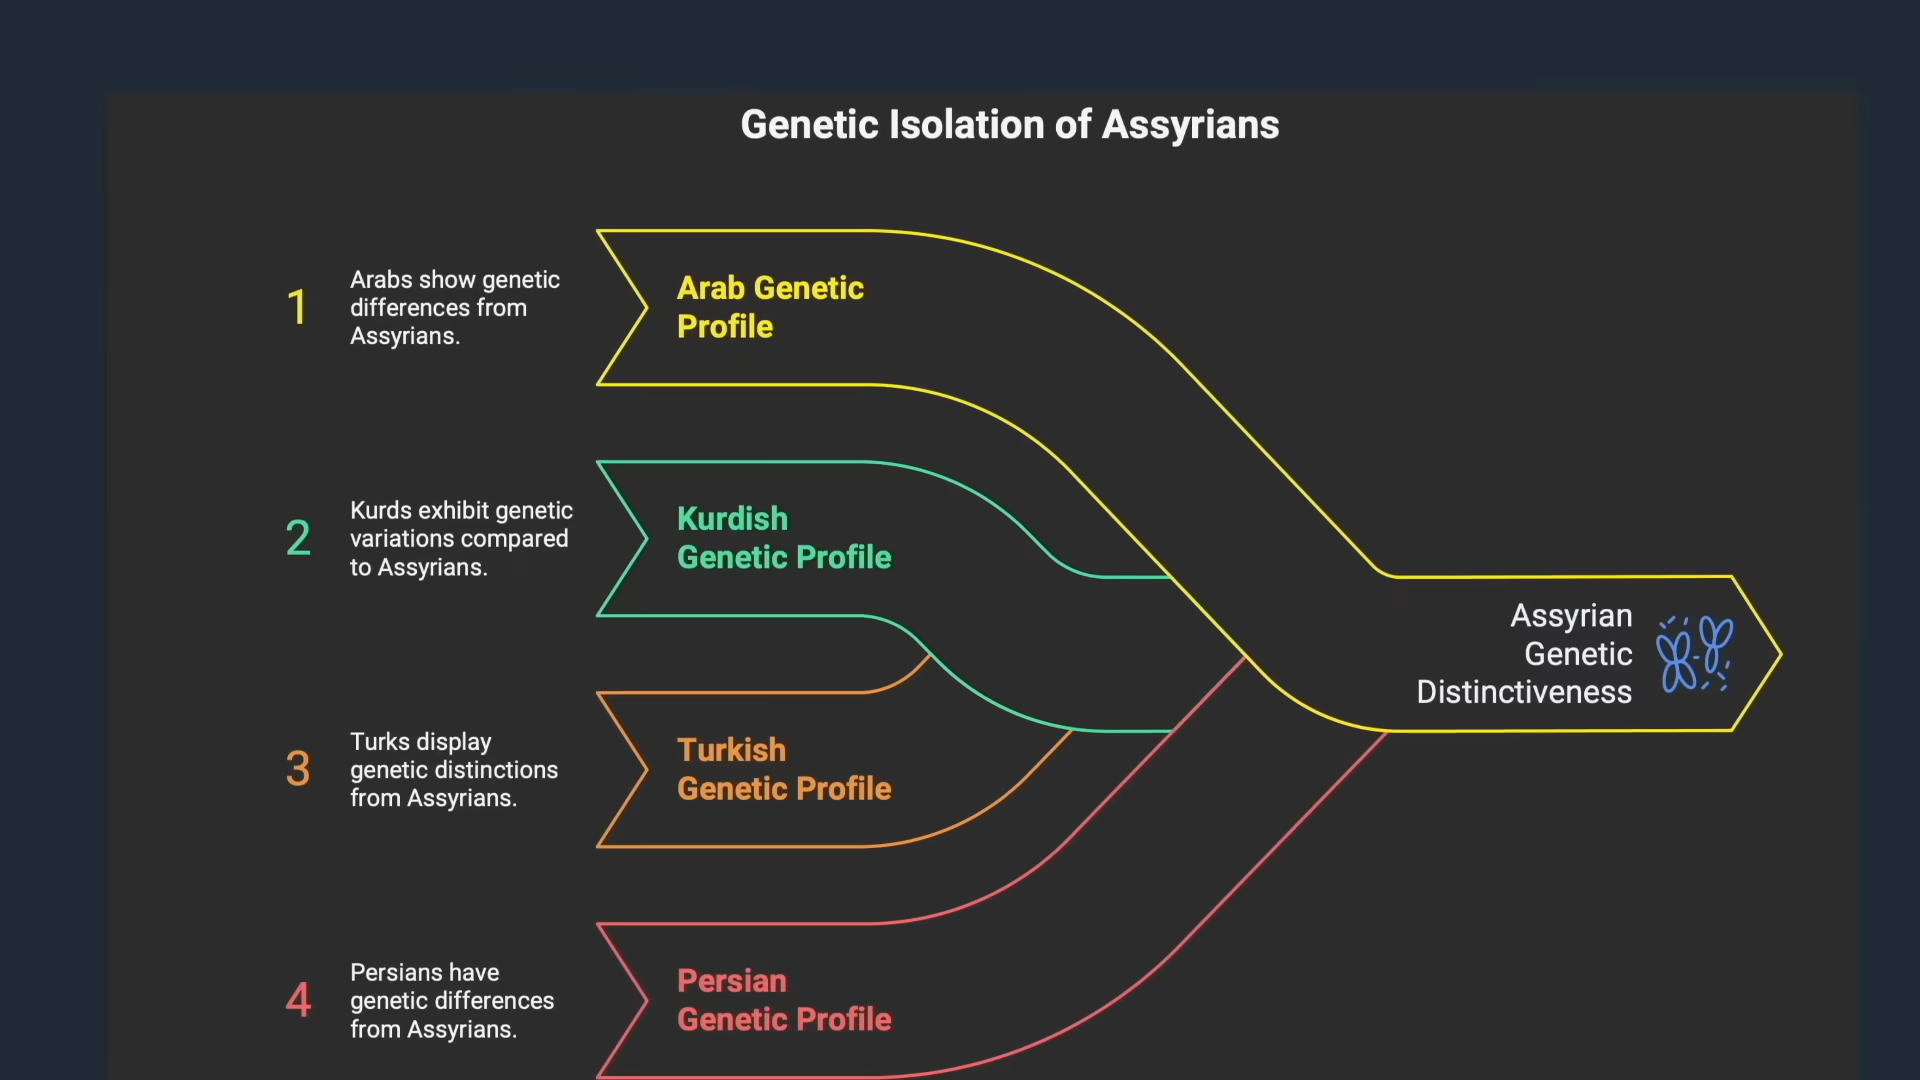 Genetic Isolation of Assyrians
1
Arabs show genetic
differences from
Assyrians.
Arab Genetic
Profile
2
Kurds exhibit genetic
variations compared
to Assyrians.
Kurdish
Genetic Profile
3
Turks display
genetic distinctions
from Assyrians.
Turkish
Genetic Profile
4
Persians have
genetic differences
from Assyrians.
Persian
Genetic Profile
Assyrian
Genetic
Distinctiveness